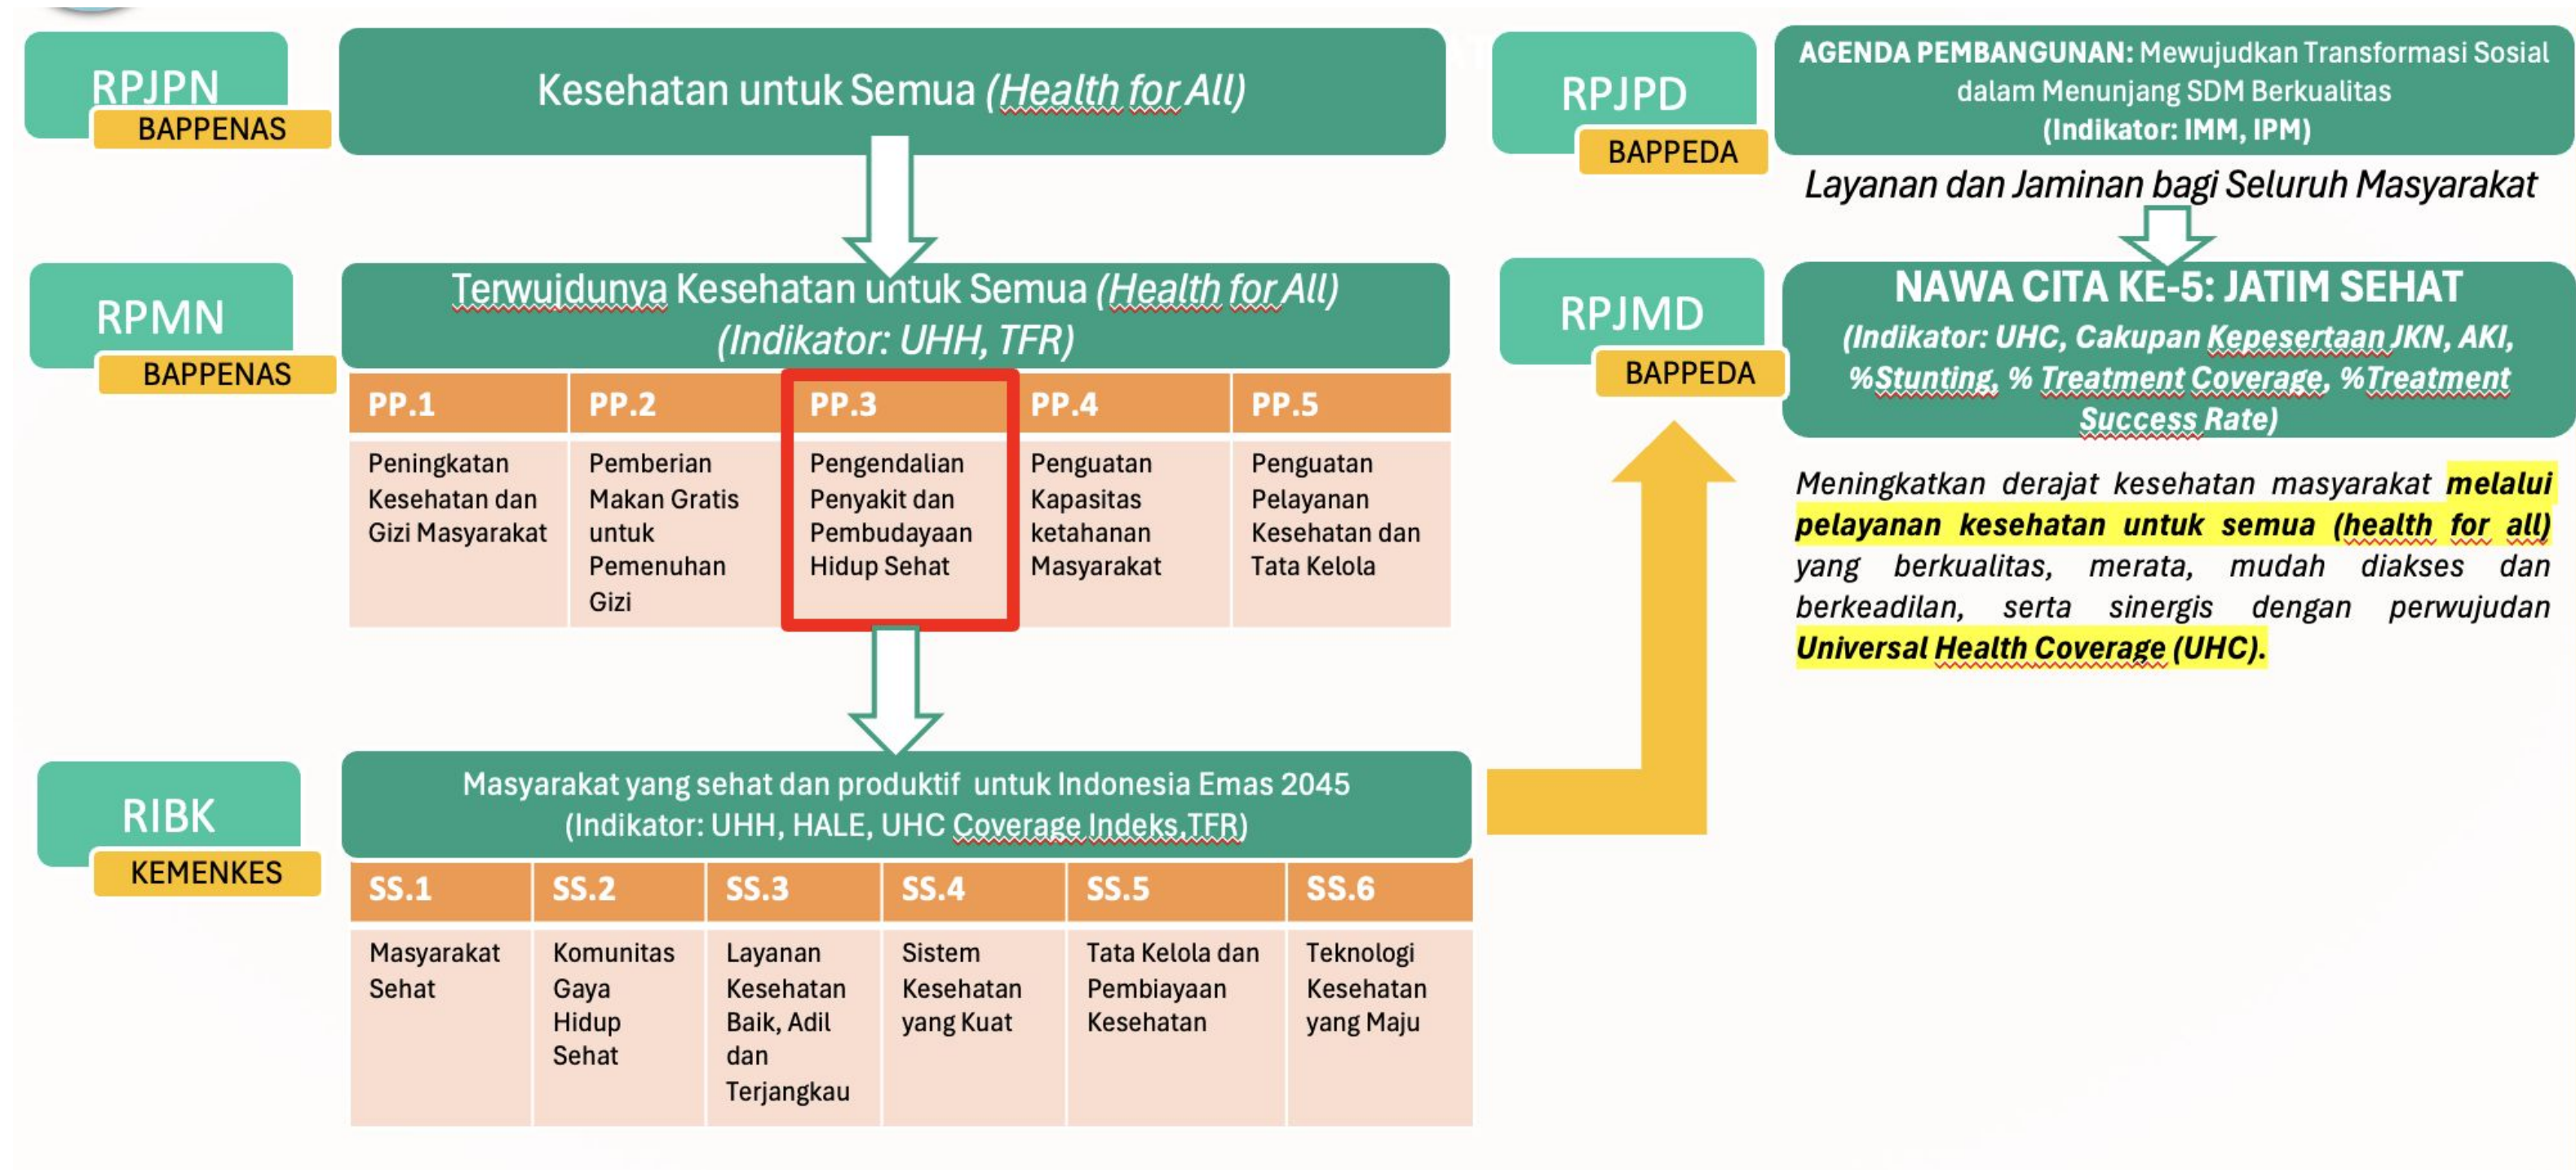 RPJPN
BAPPENAS
Kesehatan untuk Semua (Health for All)
RPMN
BAPPENAS
Terwujdunya Kesehatan untuk Semua (Health for All)
(Indikator: UHH, TFR)
PP.1
Peningkatan
Kesehatan dan
Gizi Masyarakat
PP.2
Pemberian
Makan Gratis
untuk
Pemenuhan
Gizi
PP.3
Pengendalian
Penyakit dan
Pembudayaan
Hidup Sehat
PP.4
Penguatan
Kapasitas
ketahanan
Masyarakat
PP.5
Penguatan
Pelayanan
Kesehatan dan
Tata Kelola
RIBK
KEMENKES
Masyarakat yang sehat dan produktif untuk Indonesia Emas 2045
(Indikator: UHH, HALE, UHC Coverage Indeks,TFR)
SS.1
Masyarakat
Sehat
SS.2
Komunitas
Gaya
Hidup
Sehat
SS.3
Layanan
Kesehatan
Baik, Adil
dan
Terjangkau
SS.4
Sistem
Kesehatan
yang Kuat
SS.5
Tata Kelola dan
Pembiayaan
Kesehatan
SS.6
Teknologi
Kesehatan
yang Maju
RPJPD
BAPPEDA
AGENDA PEMBANGUNAN: Mewujudkan Transformasi Sosial
dalam Menunjang SDM Berkualitas
(Indikator: IMM, IPM)
Layanan dan Jaminan bagi Seluruh Masyarakat
RPJMD
BAPPEDA
NAWA CITA KE-5: JATIM SEHAT
(Indikator: UHC, Cakupan Kepesertaan JKN, AKI,
%Stunting, % Treatment Coverage, %Treatment
Success Rate)
Meningkatkan derajat kesehatan masyarakat melalui
pelayanan kesehatan untuk semua (health for all)
yang berkualitas, merata, mudah diakses dan
berkeadilan, serta sinergis dengan perwujudan
Universal Health Coverage (UHC).